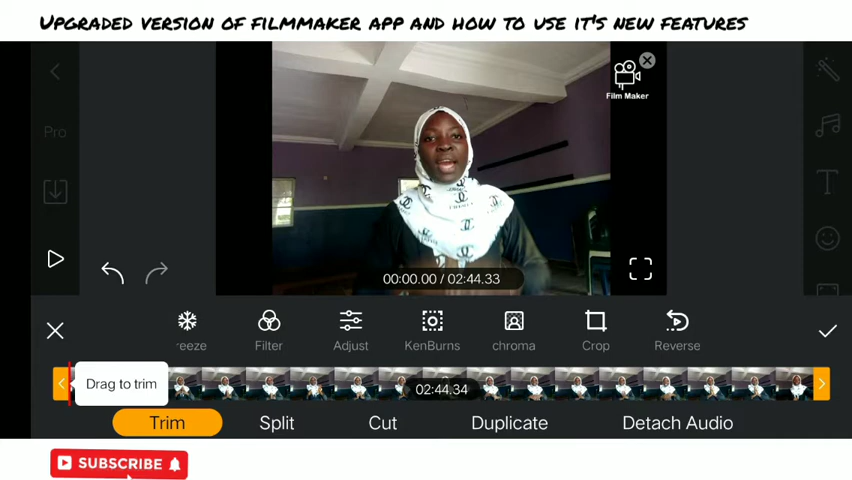 UPGRADED VERSION OF FILMMAKER APP AND HOW TO USE IT'S NEW FEATURES
Film Maker
Pro
00:00.00 / 02:44.33
reeze
Filter
Adjust
KenBurns
chroma
Crop
Reverse
Drag to trim
02:44.34
Trim
Split
Cut
Duplicate
Detach Audio
SUBSCRIBE